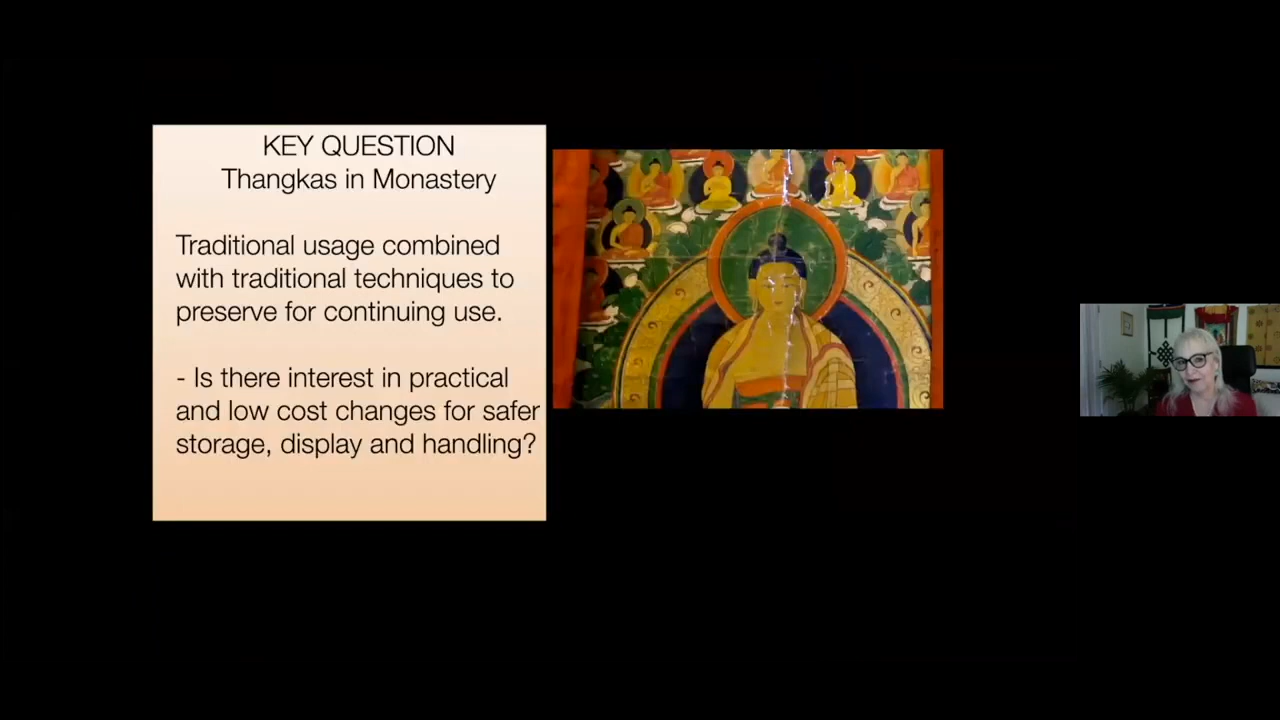 KEY QUESTION
Thangkas in Monastery
Traditional usage combined
with traditional techniques to
preserve for continuing use.
- Is there interest in practical
and low cost changes for safer
storage, display and handling?